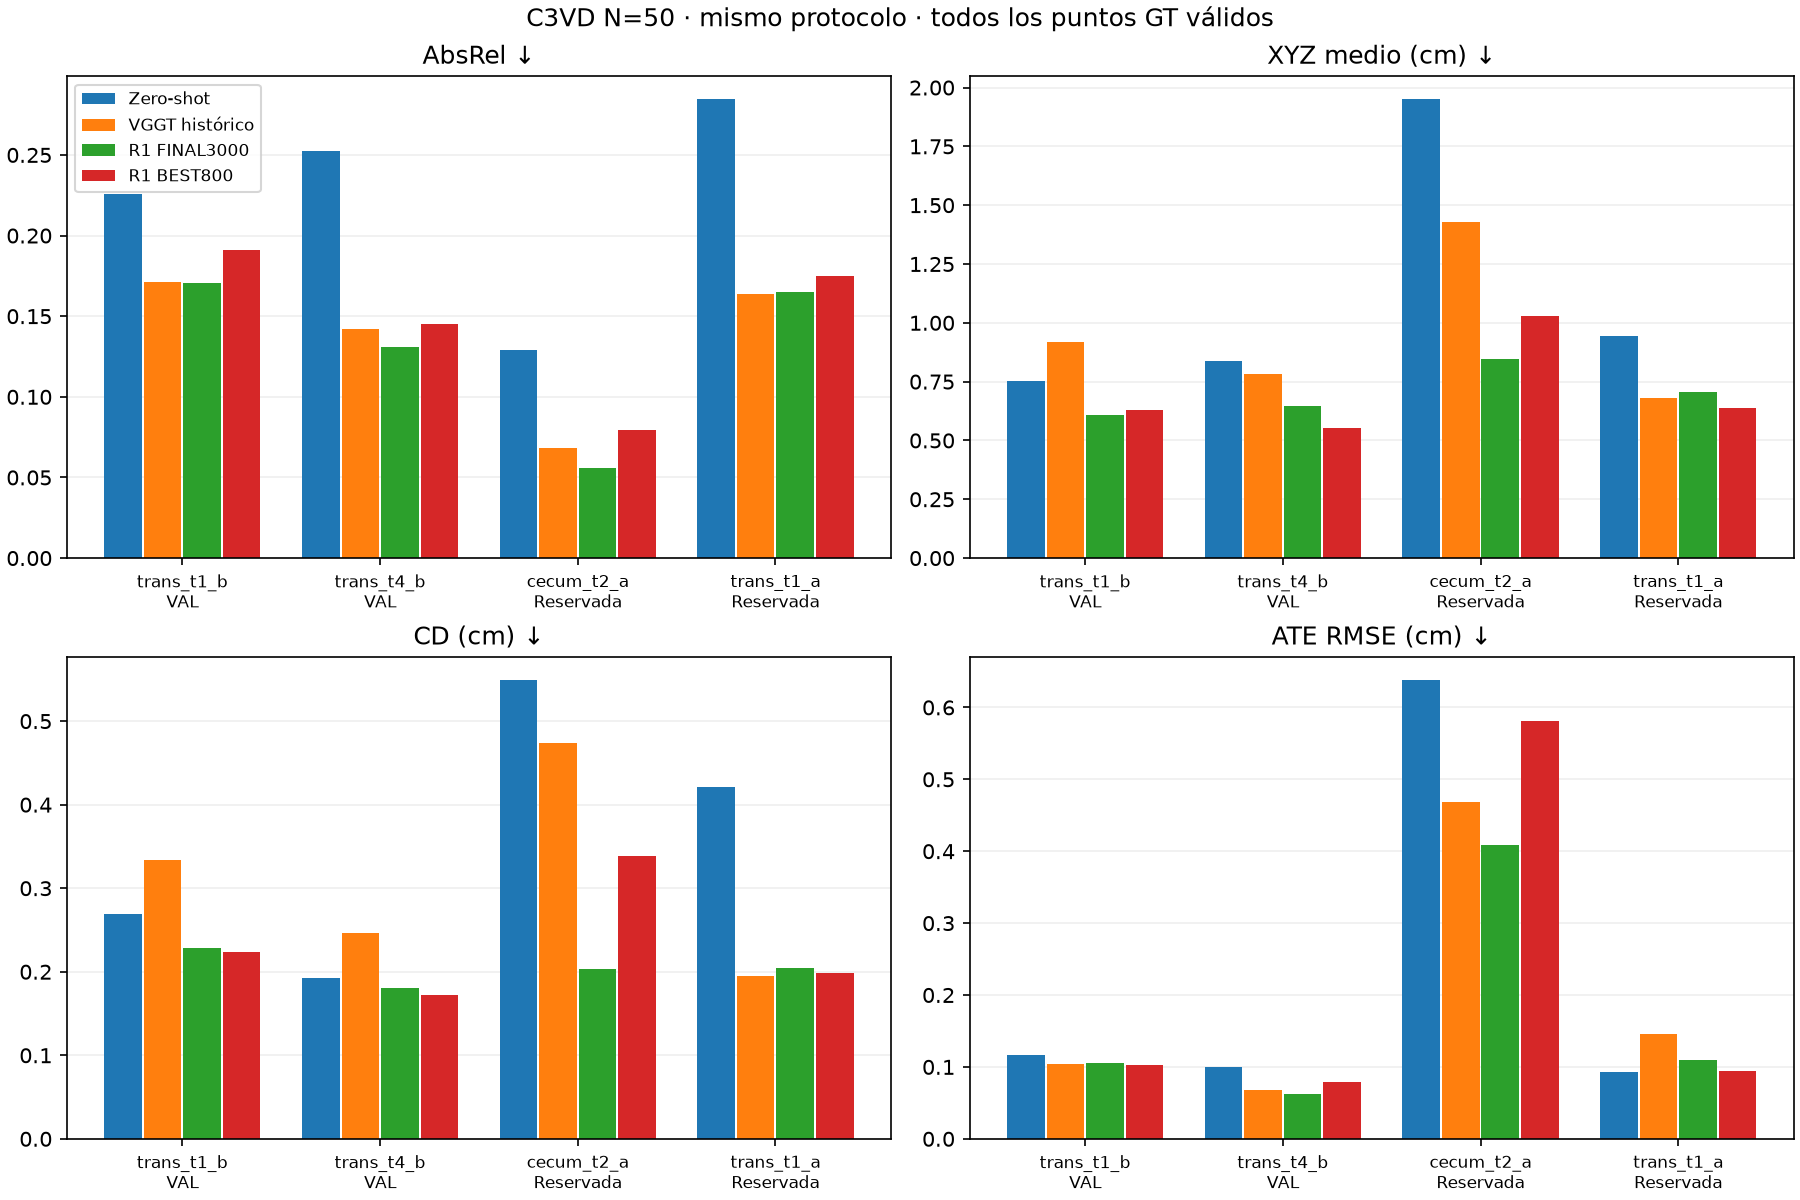 C3VD N=50 · mismo protocolo · todos los puntos GT válidos
AbsRel ↓
Zero-shot
VGGT histórico
R1 FINAL3000
R1 BEST800
0.25
0.20
0.15
0.10
0.05
0.00
trans_t1_b
VAL
trans_t4_b
VAL
cecum_t2_a
Reservada
trans_t1_a
Reservada
XYZ medio (cm) ↓
2.00
1.75
1.50
1.25
1.00
0.75
0.50
0.25
0.00
trans_t1_b
VAL
trans_t4_b
VAL
cecum_t2_a
Reservada
trans_t1_a
Reservada
CD (cm) ↓
0.5
0.4
0.3
0.2
0.1
0.0
trans_t1_b
VAL
trans_t4_b
VAL
cecum_t2_a
Reservada
trans_t1_a
Reservada
ATE RMSE (cm) ↓
0.6
0.5
0.4
0.3
0.2
0.1
0.0
trans_t1_b
VAL
trans_t4_b
VAL
cecum_t2_a
Reservada
trans_t1_a
Reservada